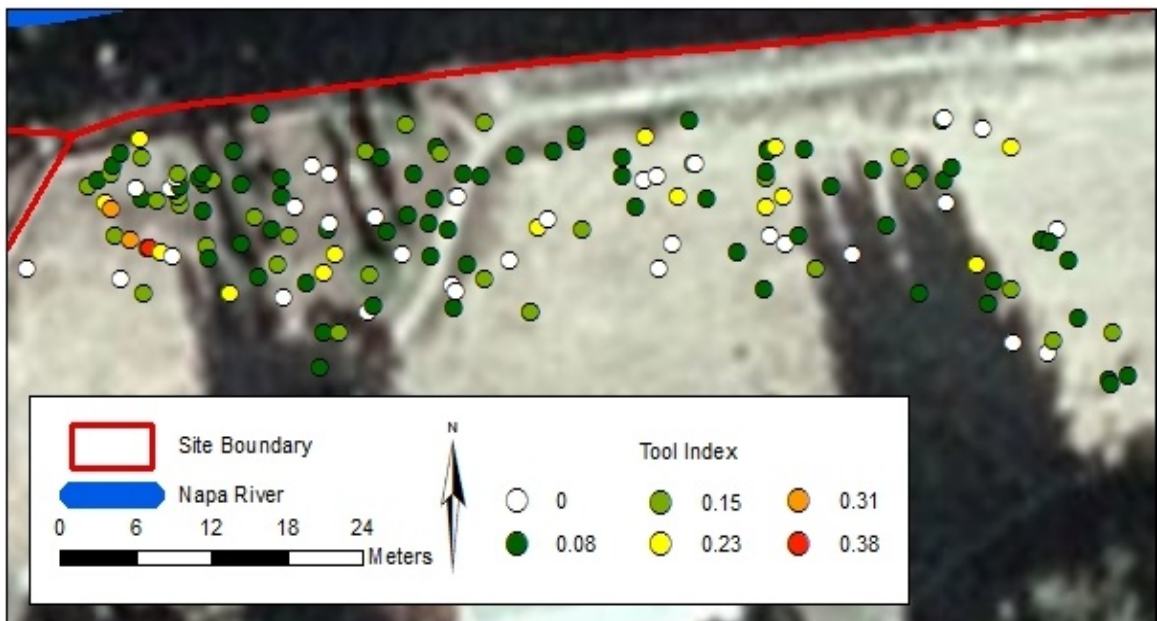 Site Boundary
Napa River
0 6 12 18 24
Meters
N
Tool Index
0 0.15 0.31
0.08 0.23 0.38